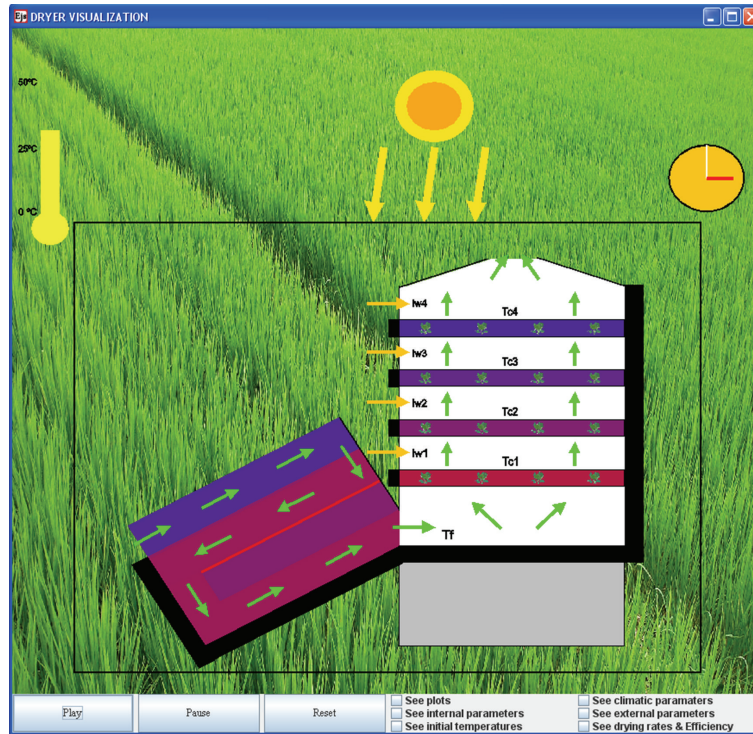 Ejs DRYER VISUALIZATION
50ºC
25ºC
0 ºC
Iw4
Tc4
Iw3
Tc3
Iw2
Tc2
Iw1
Tc1
Tf
Play
Pause
Reset
See plots
See internal parameters
See initial temperatures
See climatic paramaters
See external parameters
See drying rates & Efficiency